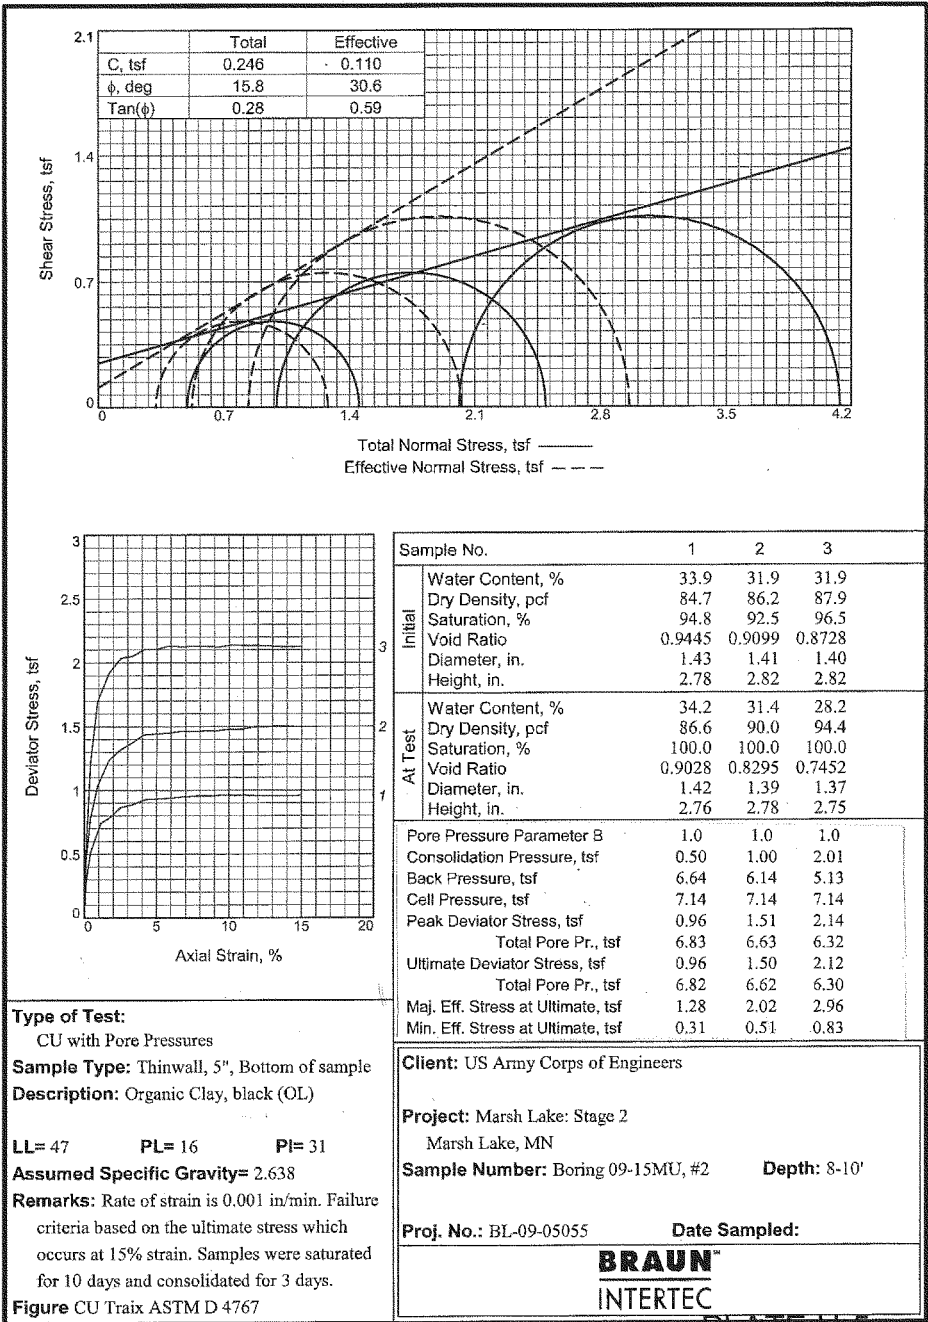 Total Effective
C, tsf 0.246 0.110
ϕ, deg 15.8 30.6
Tan(ϕ) 0.28 0.59
2.1
1.4
0.7
0
Shear Stress, tsf
0 0.7 1.4 2.1 2.8 3.5 4.2
Total Normal Stress, tsf ———
Effective Normal Stress, tsf — — —
3
2.5
2
1.5
1
0.5
0
Deviator Stress, tsf
3
2
1
0 5 10 15 20
Axial Strain, %
Sample No. 1 2 3
Initial
Water Content, % 33.9 31.9 31.9
Dry Density, pcf 84.7 86.2 87.9
Saturation, % 94.8 92.5 96.5
Void Ratio 0.9445 0.9099 0.8728
Diameter, in. 1.43 1.41 1.40
Height, in. 2.78 2.82 2.82
At Test
Water Content, % 34.2 31.4 28.2
Dry Density, pcf 86.6 90.0 94.4
Saturation, % 100.0 100.0 100.0
Void Ratio 0.9028 0.8295 0.7452
Diameter, in. 1.42 1.39 1.37
Height, in. 2.76 2.78 2.75
Pore Pressure Parameter B 1.0 1.0 1.0
Consolidation Pressure, tsf 0.50 1.00 2.01
Back Pressure, tsf 6.64 6.14 5.13
Cell Pressure, tsf 7.14 7.14 7.14
Peak Deviator Stress, tsf 0.96 1.51 2.14
Total Pore Pr., tsf 6.83 6.63 6.32
Ultimate Deviator Stress, tsf 0.96 1.50 2.12
Total Pore Pr., tsf 6.82 6.62 6.30
Maj. Eff. Stress at Ultimate, tsf 1.28 2.02 2.96
Min. Eff. Stress at Ultimate, tsf 0.31 0.51 0.83
Type of Test:
CU with Pore Pressures
Sample Type: Thinwall, 5", Bottom of sample
Description: Organic Clay, black (OL)
LL= 47 PL= 16 PI= 31
Assumed Specific Gravity= 2.638
Remarks: Rate of strain is 0.001 in/min. Failure
criteria based on the ultimate stress which
occurs at 15% strain. Samples were saturated
for 10 days and consolidated for 3 days.
Figure CU Traix ASTM D 4767
Client: US Army Corps of Engineers
Project: Marsh Lake: Stage 2
Marsh Lake, MN
Sample Number: Boring 09-15MU, #2 Depth: 8-10'
Proj. No.: BL-09-05055 Date Sampled:
BRAUN™
INTERTEC